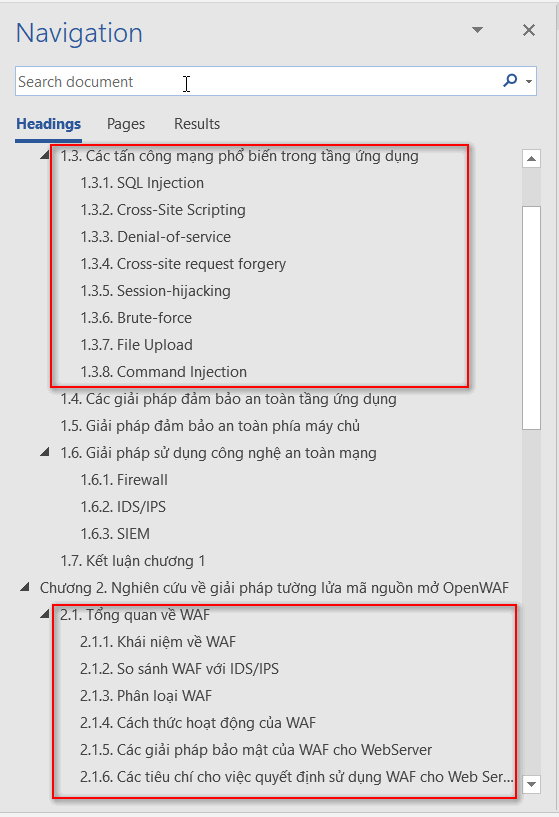 Navigation
Search document
Headings Pages Results
1.3. Các tấn công mạng phổ biến trong tầng ứng dụng
1.3.1. SQL Injection
1.3.2. Cross-Site Scripting
1.3.3. Denial-of-service
1.3.4. Cross-site request forgery
1.3.5. Session-hijacking
1.3.6. Brute-force
1.3.7. File Upload
1.3.8. Command Injection
1.4. Các giải pháp đảm bảo an toàn tầng ứng dụng
1.5. Giải pháp đảm bảo an toàn phía máy chủ
1.6. Giải pháp sử dụng công nghệ an toàn mạng
1.6.1. Firewall
1.6.2. IDS/IPS
1.6.3. SIEM
1.7. Kết luận chương 1
Chương 2. Nghiên cứu về giải pháp tường lửa mã nguồn mở OpenWAF
2.1. Tổng quan về WAF
2.1.1. Khái niệm về WAF
2.1.2. So sánh WAF với IDS/IPS
2.1.3. Phân loại WAF
2.1.4. Cách thức hoạt động của WAF
2.1.5. Các giải pháp bảo mật của WAF cho WebServer
2.1.6. Các tiêu chí cho việc quyết định sử dụng WAF cho Web Ser...